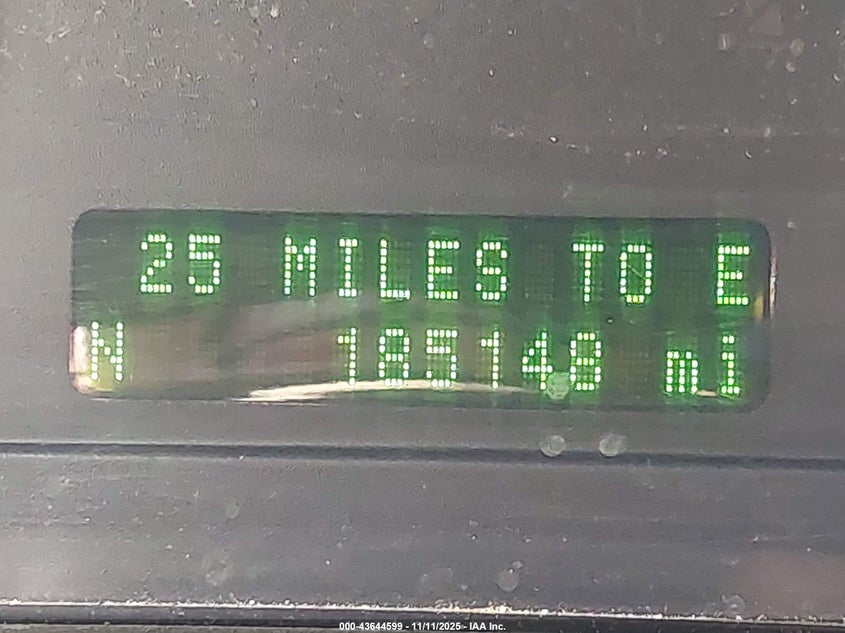 25 MILES TO E
N 185148 mi
000-43644599 - 11/11/2025 - IAA Inc.